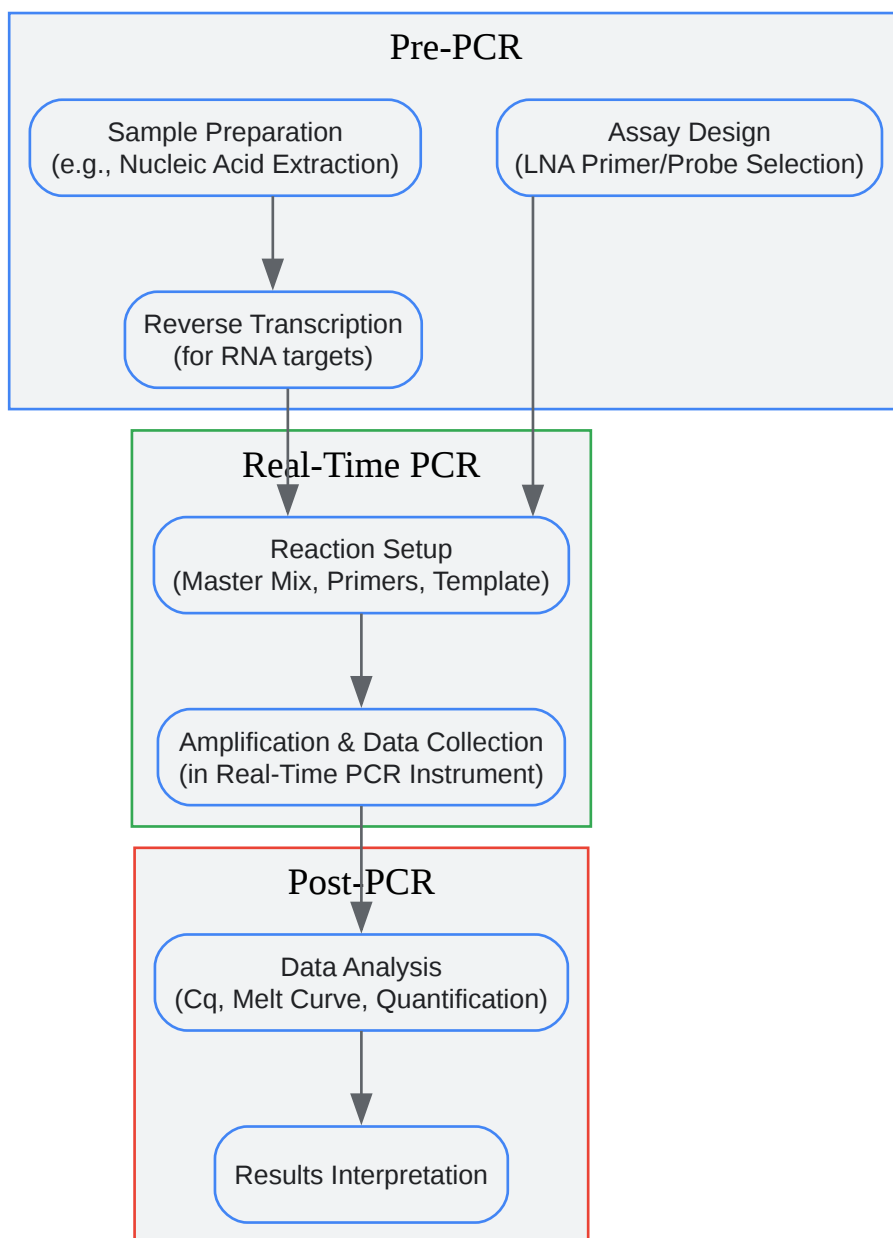 Pre-PCR
Sample Preparation
(e.g., Nucleic Acid Extraction)
Assay Design
(LNA Primer/Probe Selection)
Reverse Transcription
(for RNA targets)
Real-Time PCR
Reaction Setup
(Master Mix, Primers, Template)
Amplification & Data Collection
(in Real-Time PCR Instrument)
Post-PCR
Data Analysis
(Cq, Melt Curve, Quantification)
Results Interpretation